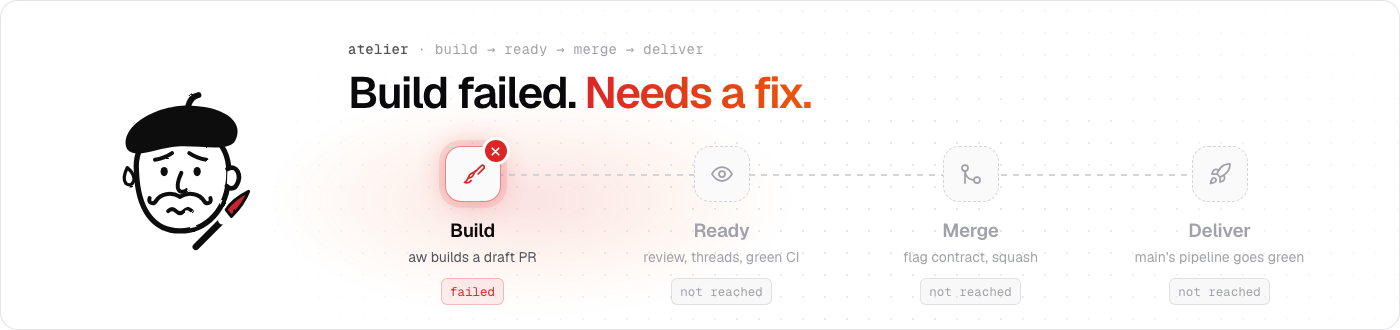 atelier · build → ready → merge → deliver
Build failed. Needs a fix.
Build
Ready
Merge
Deliver
aw builds a draft PR
review, threads, green CI
flag contract, squash
main's pipeline goes green
failed
not reached
not reached
not reached